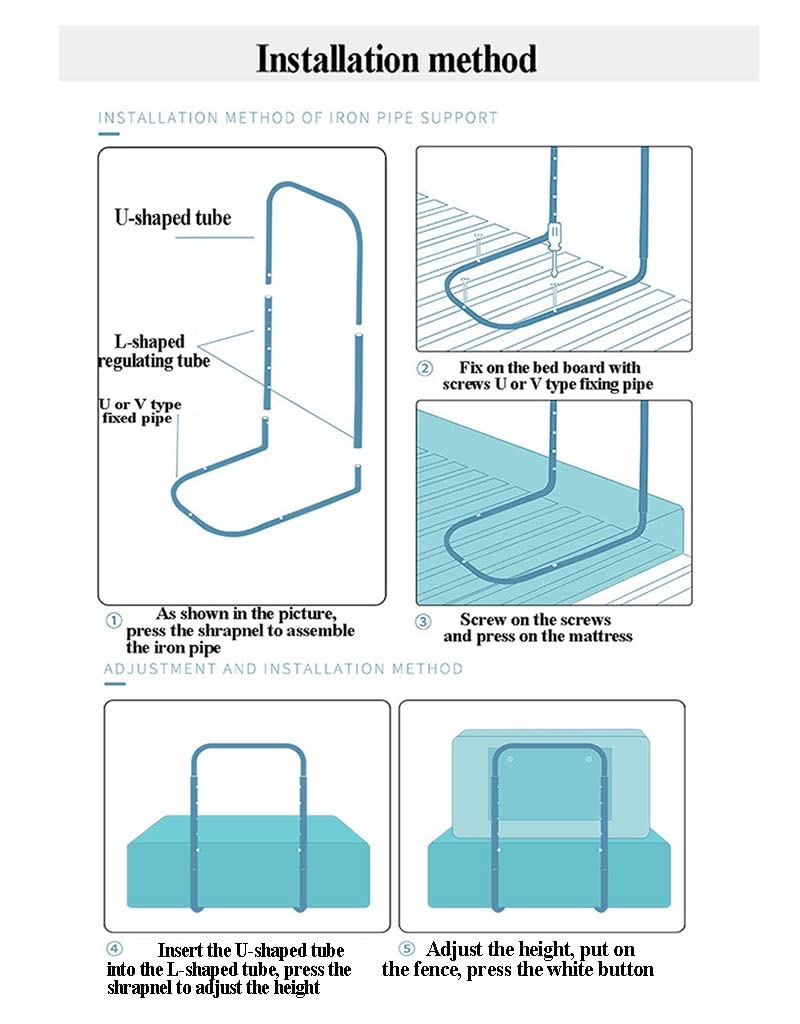 Installation method
INSTALLATION METHOD OF IRON PIPE SUPPORT
U-shaped tube
L-shaped
regulating tube
U or V type
fixed pipe
① As shown in the picture,
press the shrapnel to assemble
the iron pipe
② Fix on the bed board with
screws U or V type fixing pipe
③ Screw on the screws
and press on the mattress
ADJUSTMENT AND INSTALLATION METHOD
④ Insert the U-shaped tube
into the L-shaped tube, press the
shrapnel to adjust the height
⑤ Adjust the height, put on
the fence, press the white button